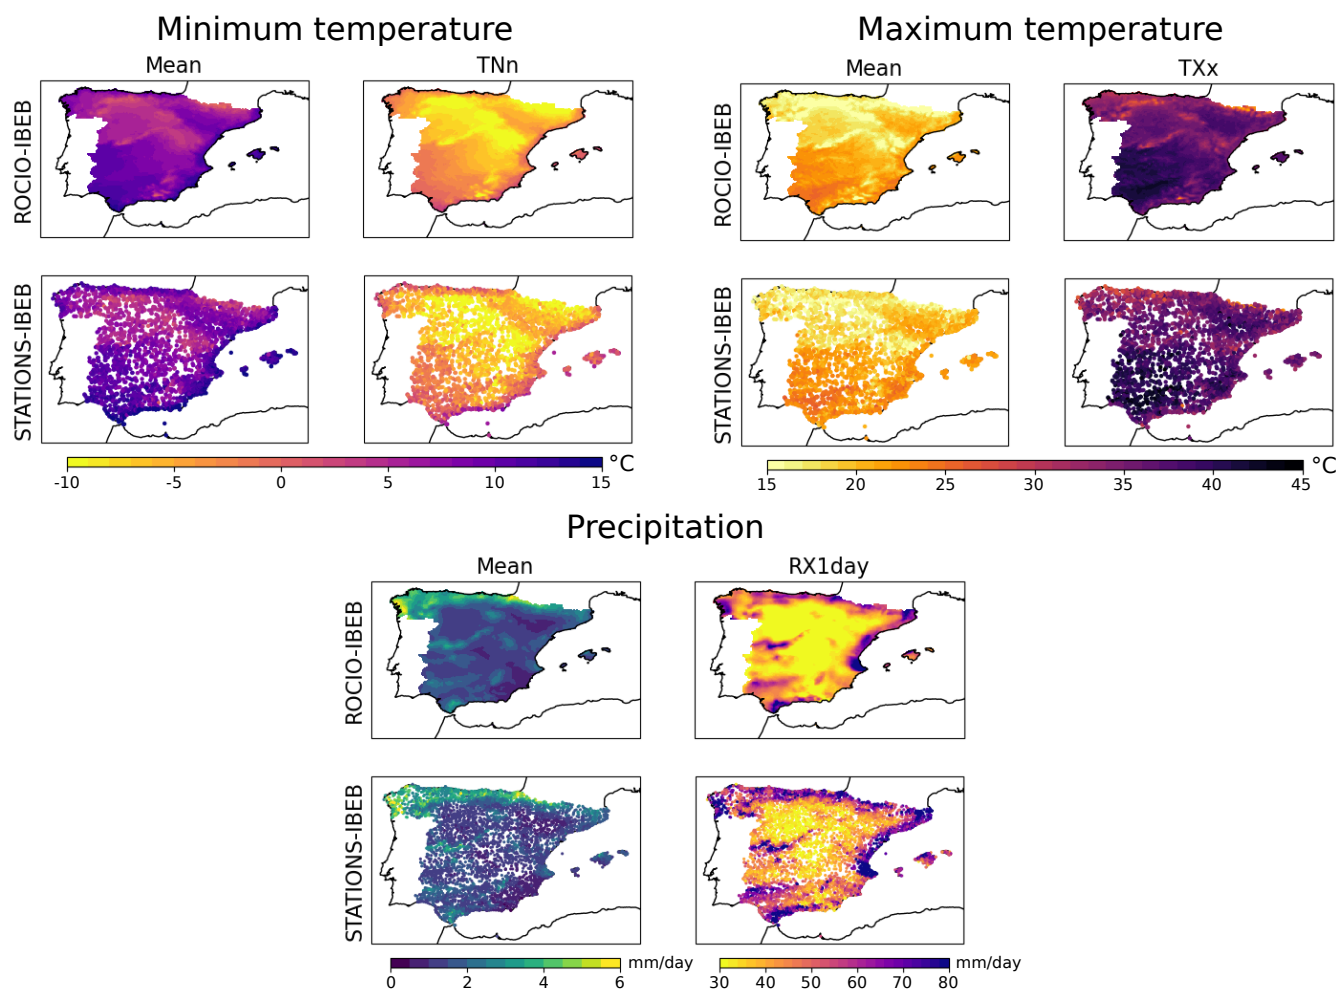 Minimum temperature
Maximum temperature
Mean
TNn
Mean
TXx
ROCIO-IBEB
ROCIO-IBEB
STATIONS-IBEB
STATIONS-IBEB
°C
-10 -5 0 5 10 15
°C
15 20 25 30 35 40 45
Precipitation
Mean
RX1day
ROCIO-IBEB
STATIONS-IBEB
mm/day
0 2 4 6
mm/day
30 40 50 60 70 80